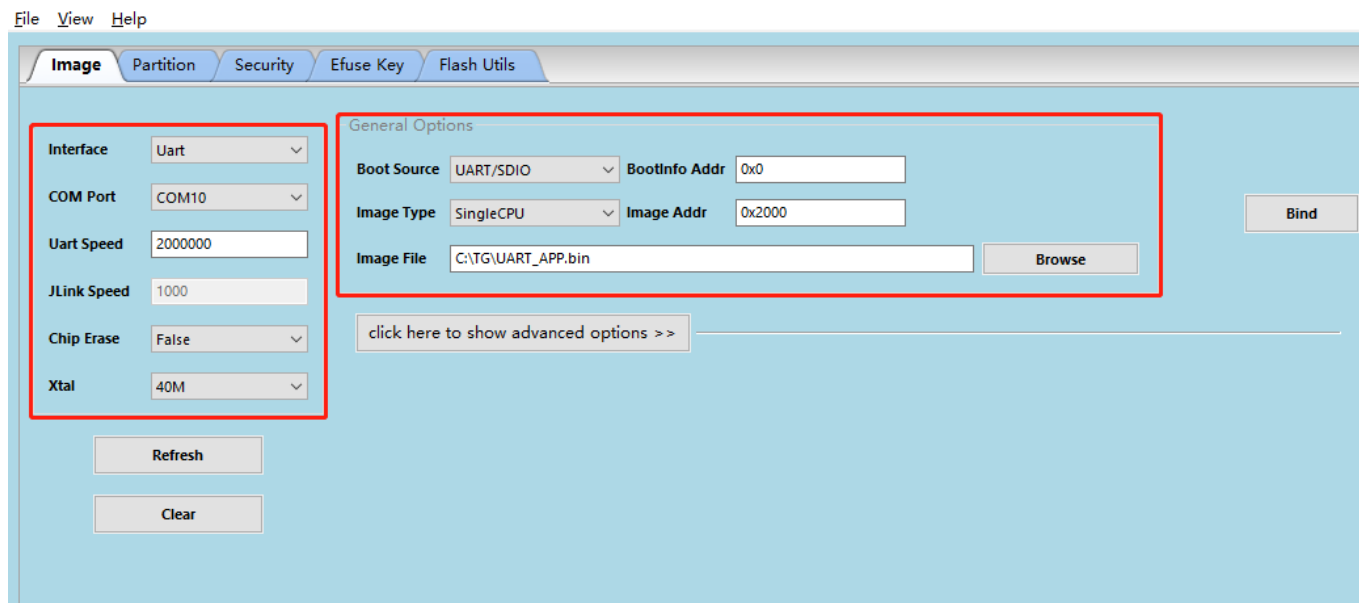 File View Help
Image Partition Security Efuse Key Flash Utils
General Options
Interface Uart
COM Port COM10
Uart Speed 2000000
JLink Speed 1000
Chip Erase False
Xtal 40M
Refresh
Clear
Boot Source UART/SDIO BootInfo Addr 0x0
Image Type SingleCPU Image Addr 0x2000
Image File C:\TG\UART_APP.bin Browse
click here to show advanced options >>
Bind